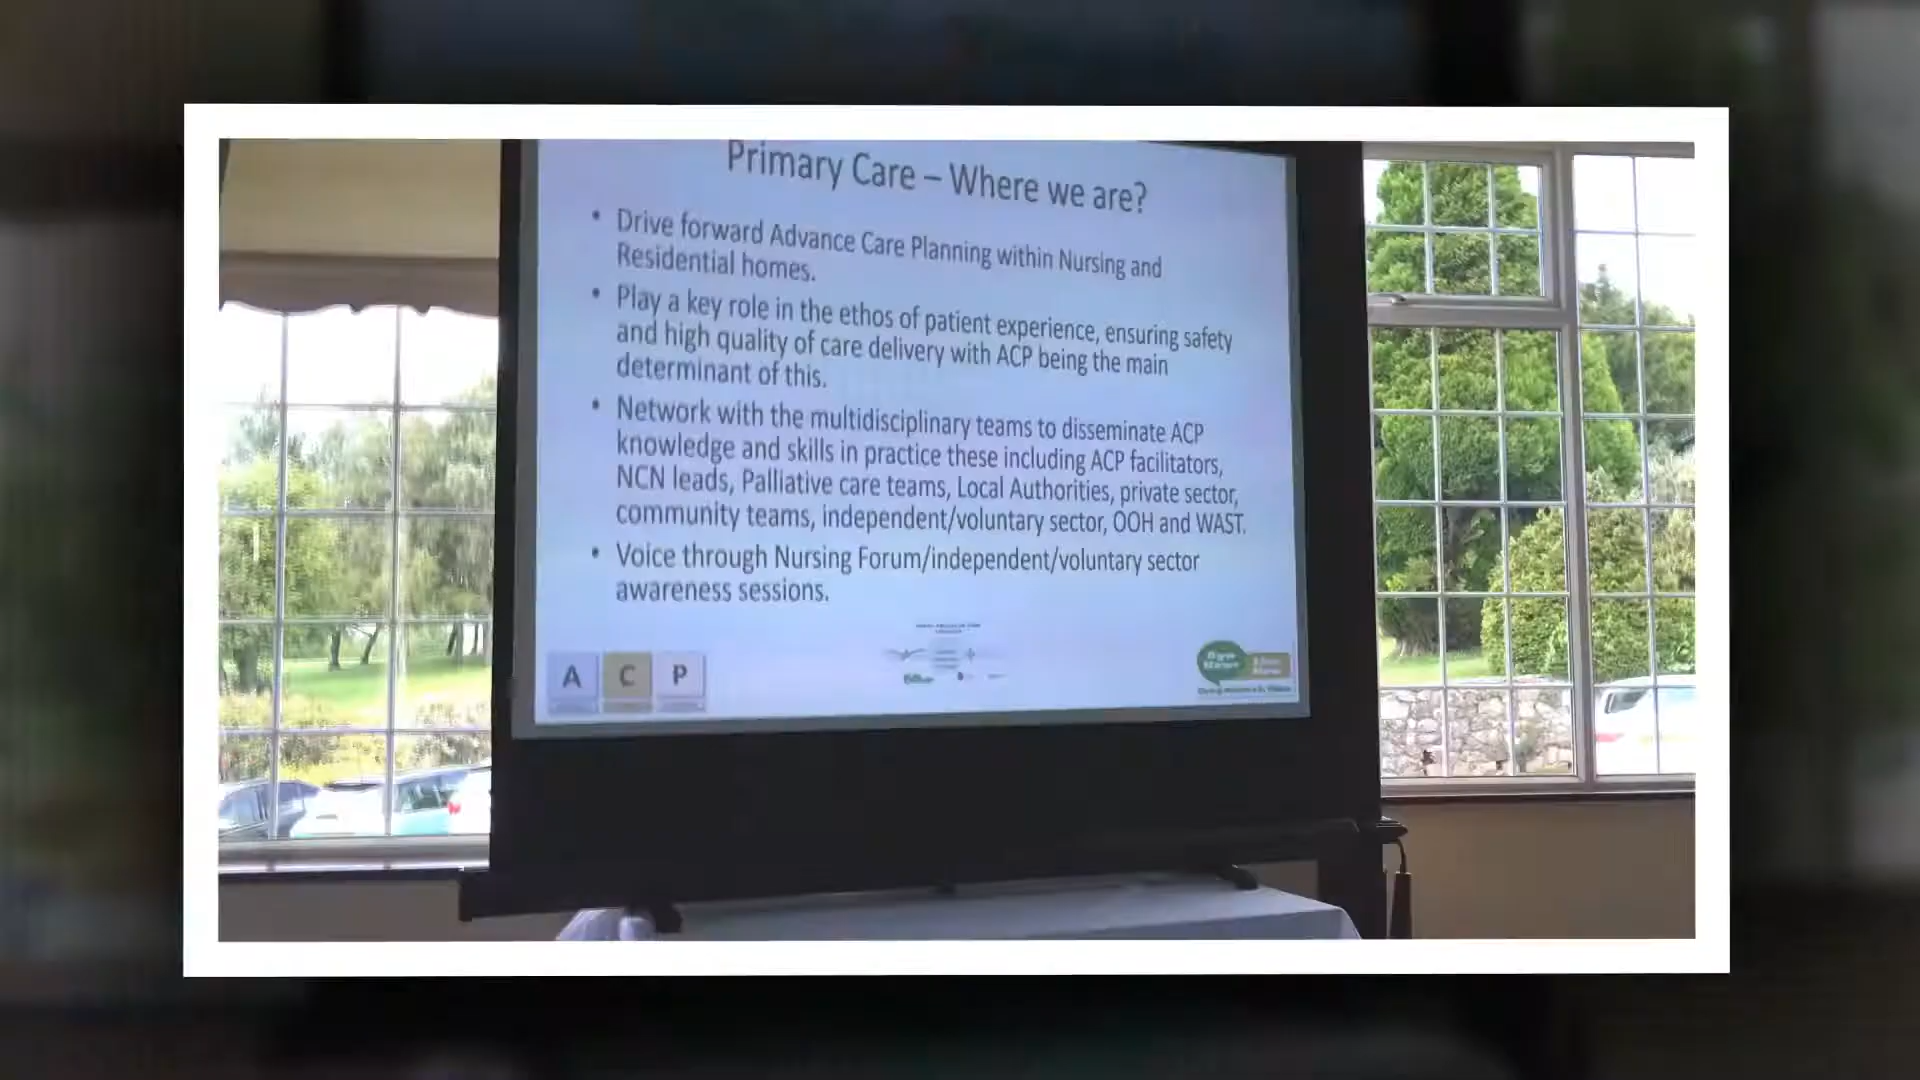 Primary Care – Where we are?
• Drive forward Advance Care Planning within Nursing and
Residential homes.
• Play a key role in the ethos of patient experience, ensuring safety
and high quality of care delivery with ACP being the main
determinant of this.
• Network with the multidisciplinary teams to disseminate ACP
knowledge and skills in practice these including ACP facilitators,
NCN leads, Palliative care teams, Local Authorities, private sector,
community teams, independent/voluntary sector, OOH and WAST.
• Voice through Nursing Forum/independent/voluntary sector
awareness sessions.
A C P